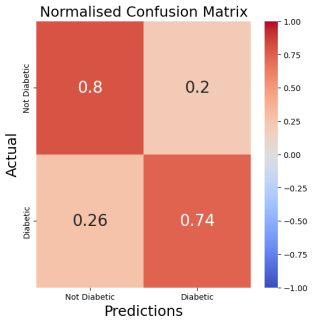 Normalised Confusion Matrix
Actual
Not Diabetic
0.8
0.2
Diabetic
0.26
0.74
Not Diabetic
Diabetic
Predictions
1.00
0.75
0.50
0.25
0.00
−0.25
−0.50
−0.75
−1.00